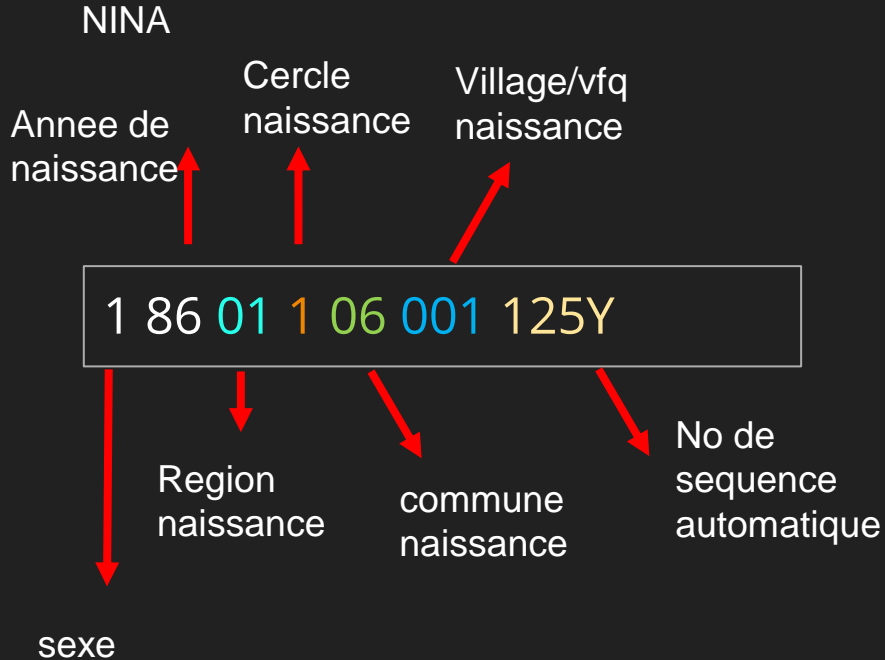 NINA
Cercle
naissance
Village/vfq
naissance
Annee de
naissance
1 86 01 1 06 001 125Y
No de
sequence
automatique
Region
naissance
commune
naissance
sexe